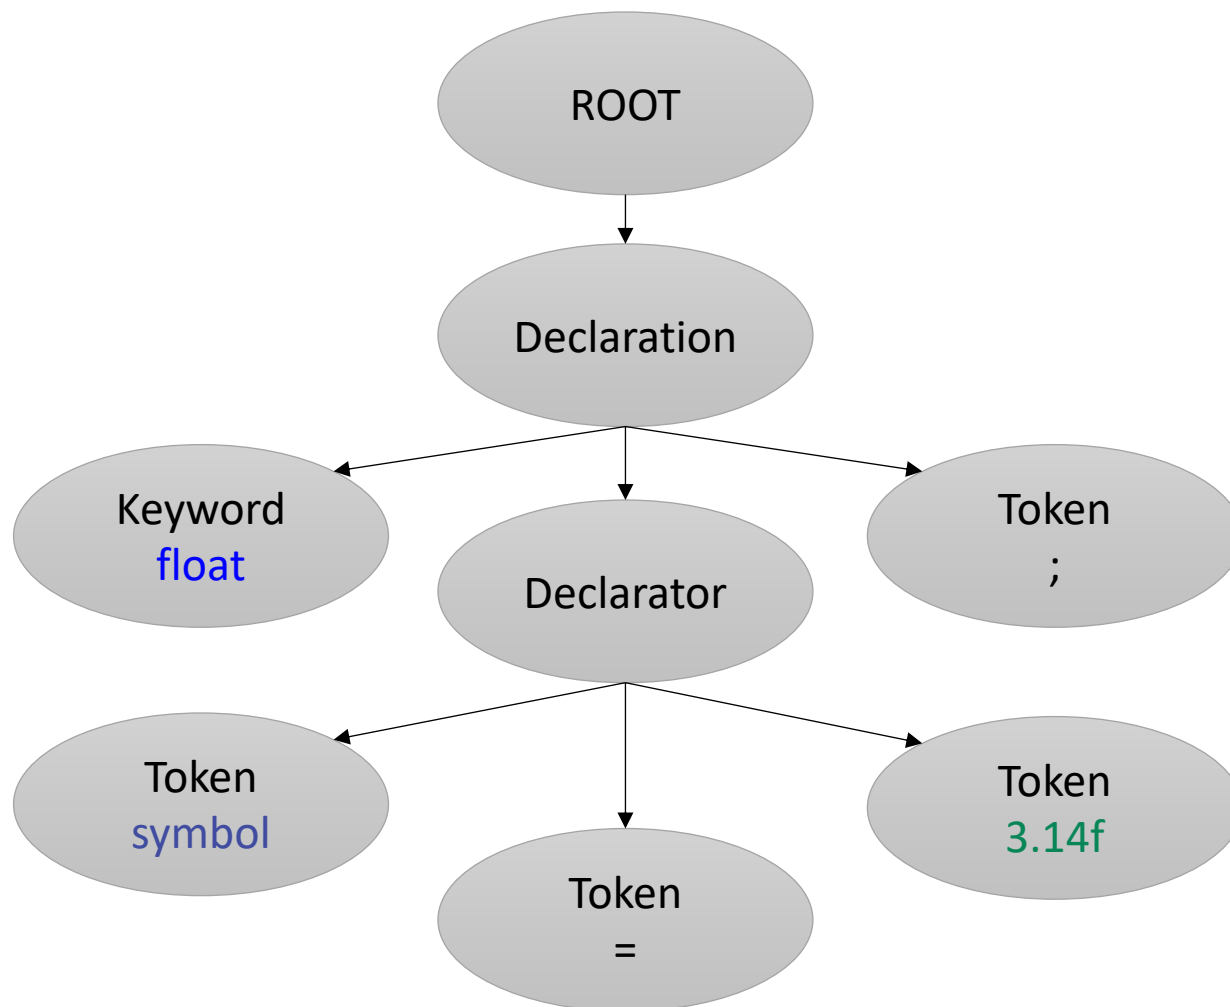 ROOT
Declaration
Keyword
float
Declarator
Token
;
Token
symbol
Token
=
Token
3.14f